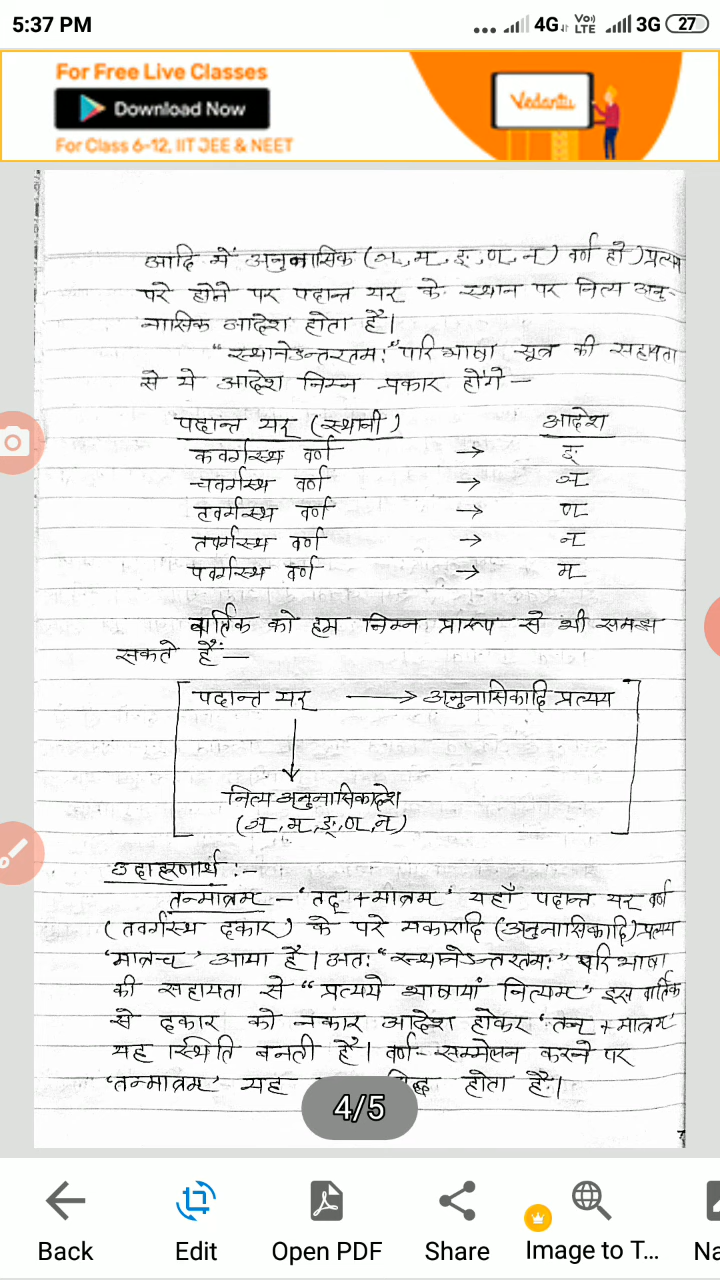 5:37 PM
4G Vo) LTE 3G 27
For Free Live Classes
Download Now
Vedantu
For Class 6-12, IIT JEE & NEET
आदि में अनुनासिक (ञ, म, ङ्, ण, न) वर्ण हो) प्रत्यय
परे होने पर पदान्त यर् के स्थान पर नित्य अनु-
नासिक आदेश होता है।
"स्थानेऽन्तरतमः" परिभाषा सूत्र की सहायता
से ये आदेश निम्न प्रकार होंगे —
पदान्त यर् (स्थानी) आदेश
कवर्गस्थ वर्ण → ङ्
चवर्गस्थ वर्ण → ञ
टवर्गस्थ वर्ण → ण
तवर्गस्थ वर्ण → न
पवर्गस्थ वर्ण → म
वार्तिक को हम निम्न प्रारूप से भी समझ
सकते हैं:—
[पदान्त यर् → अनुनासिकादि प्रत्यय]
↓
नित्य अनुनासिकादेश
(ञ, म, ङ्, ण, न)
उदाहरणार्थ :-
तन्मात्रम् - 'तद् + मात्रम्' यहाँ पदान्त यर् वर्ण
(तवर्गस्थ दकार) के परे मकारादि (अनुनासिकादि) प्रत्यय
'मात्रच्' आया है। अतः "स्थानेऽन्तरतमः" परिभाषा
की सहायता से "प्रत्यये भाषायां नित्यम्" इस वार्तिक
से दकार को नकार आदेश होकर 'तन् + मात्रम्'
यह स्थिति बनती है। वर्ण-सम्मेलन करने पर
'तन्मात्रम्' यह होता है।
4/5
7
Back
Edit
Open PDF
Share
Image to T...
Na